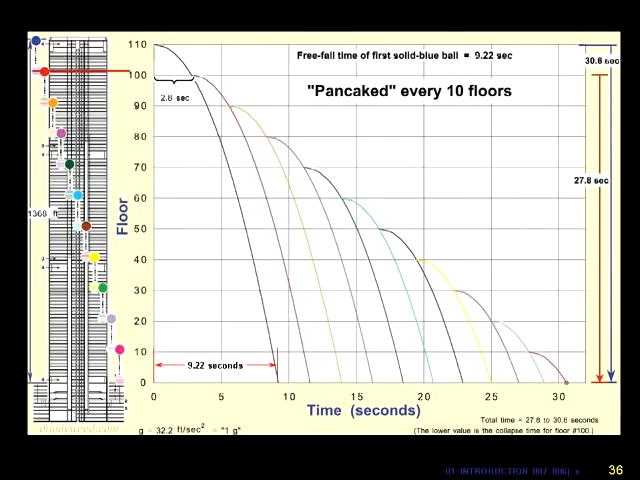 Free-fall time of first solid-blue ball = 9.22 sec
"Pancaked" every 10 floors
30.6 sec
27.8 sec
2.8 sec
1368 ft
Floor
110
100
90
80
70
60
50
40
30
20
10
0
9.22 seconds
0 5 10 15 20 25 30
Time (seconds)
g = 32.2 ft/sec² = "1 g"
Total time = 27.8 to 30.6 seconds
(The lower value is the collapse time for floor #100.)
drjudywood.com
36